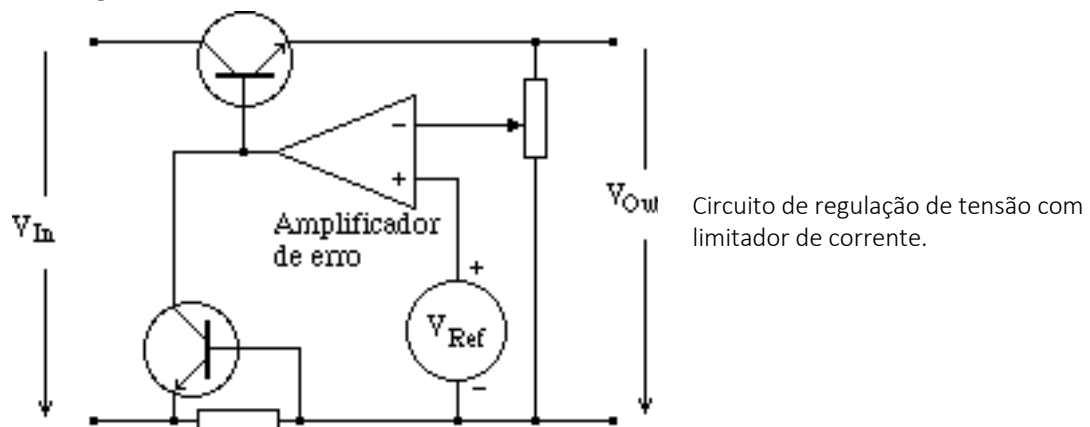 −
+
Amplificador
de erro
V In
+
V Ref
−
V Out
Circuito de regulação de tensão com
limitador de corrente.